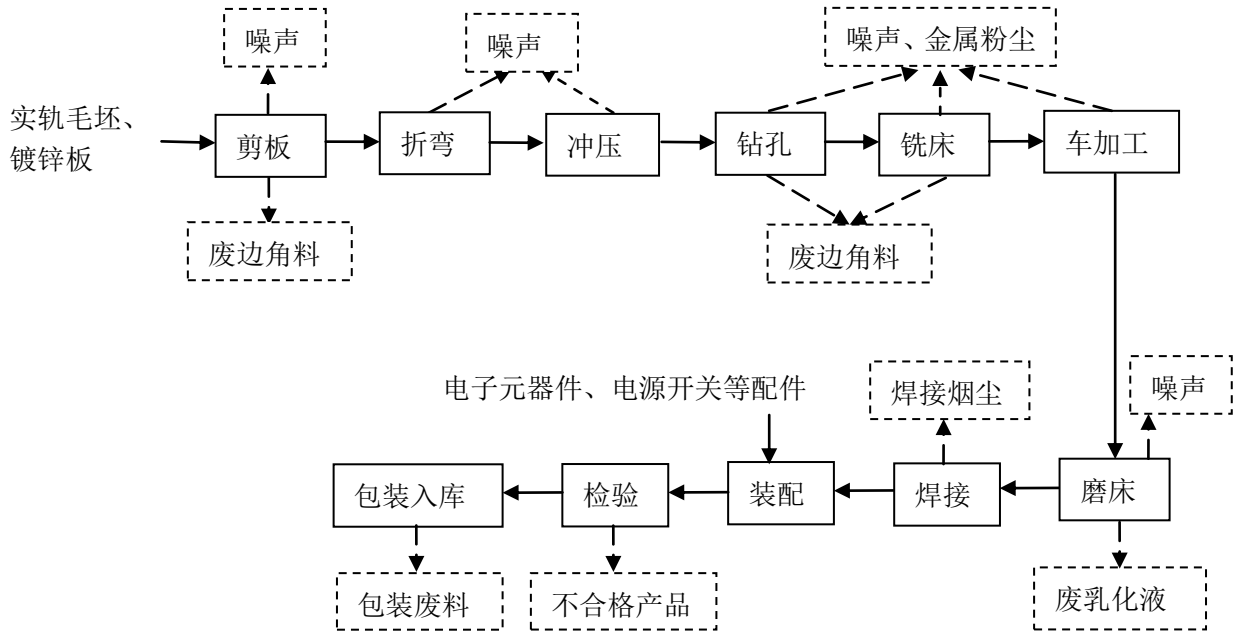 噪声
噪声
噪声、金属粉尘
实轨毛坯、
镀锌板
剪板
折弯
冲压
钻孔
铣床
车加工
废边角料
废边角料
电子元器件、电源开关等配件
焊接烟尘
噪声
包装入库
检验
装配
焊接
磨床
包装废料
不合格产品
废乳化液